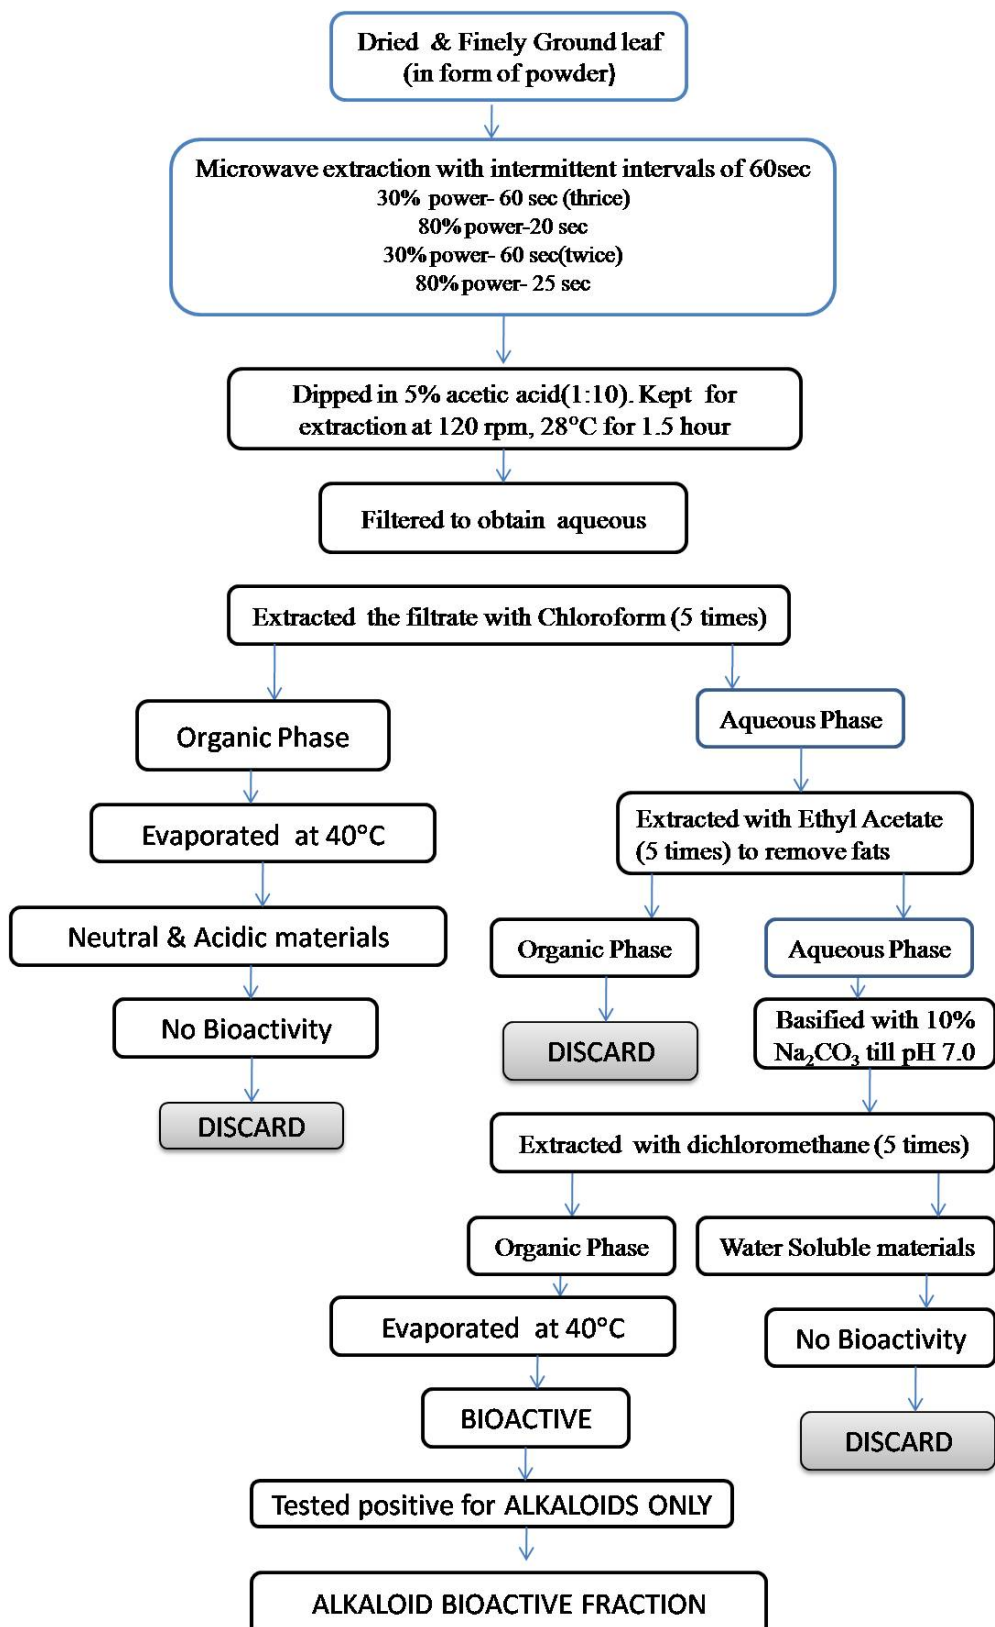 Dried & Finely Ground leaf
(in form of powder)
Microwave extraction with intermittent intervals of 60sec
30% power- 60 sec (thrice)
80% power-20 sec
30% power- 60 sec(twice)
80% power- 25 sec
Dipped in 5% acetic acid(1:10). Kept for
extraction at 120 rpm, 28°C for 1.5 hour
Filtered to obtain aqueous
Extracted the filtrate with Chloroform (5 times)
Organic Phase
Aqueous Phase
Evaporated at 40°C
Extracted with Ethyl Acetate
(5 times) to remove fats
Neutral & Acidic materials
Organic Phase
Aqueous Phase
No Bioactivity
DISCARD
Basified with 10%
Na₂CO₃ till pH 7.0
DISCARD
Extracted with dichloromethane (5 times)
Organic Phase
Water Soluble materials
Evaporated at 40°C
No Bioactivity
BIOACTIVE
DISCARD
Tested positive for ALKALOIDS ONLY
ALKALOID BIOACTIVE FRACTION